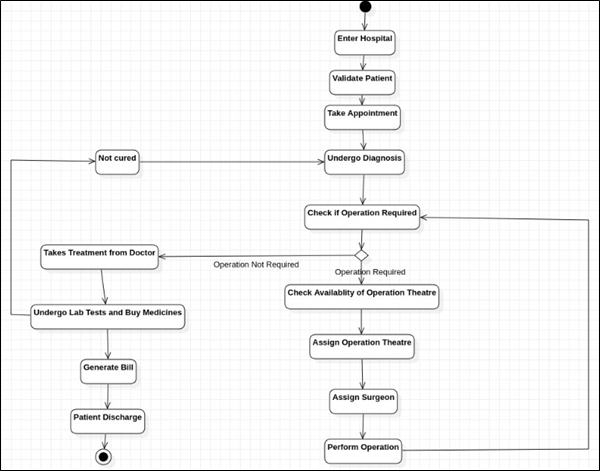 Enter Hospital
Validate Patient
Take Appointment
Not cured
Undergo Diagnosis
Check if Operation Required
Takes Treatment from Doctor
Operation Not Required
Operation Required
Check Availablity of Operation Theatre
Undergo Lab Tests and Buy Medicines
Assign Operation Theatre
Generate Bill
Assign Surgeon
Patient Discharge
Perform Operation